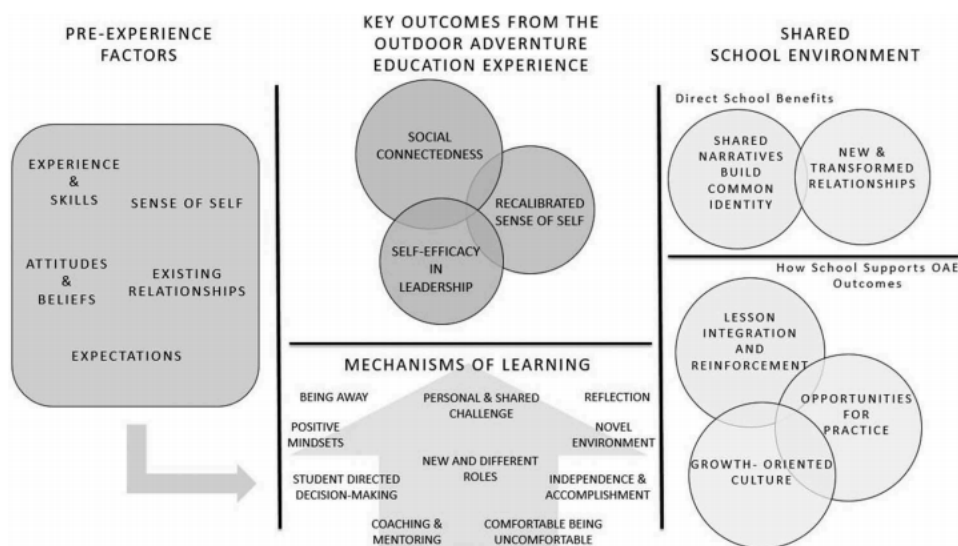 PRE-EXPERIENCE
FACTORS
EXPERIENCE
&
SKILLS
SENSE OF SELF
ATTITUDES
&
BELIEFS
EXISTING
RELATIONSHIPS
EXPECTATIONS
KEY OUTCOMES FROM THE
OUTDOOR ADVERNTURE
EDUCATION EXPERIENCE
SOCIAL
CONNECTEDNESS
RECALIBRATED
SENSE OF SELF
SELF-EFFICACY
IN
LEADERSHIP
MECHANISMS OF LEARNING
BEING AWAY
PERSONAL & SHARED
CHALLENGE
REFLECTION
POSITIVE
MINDSETS
NOVEL
ENVIRONMENT
NEW AND DIFFERENT
ROLES
STUDENT DIRECTED
DECISION-MAKING
INDEPENDENCE &
ACCOMPLISHMENT
COACHING &
MENTORING
COMFORTABLE BEING
UNCOMFORTABLE
SHARED
SCHOOL ENVIRONMENT
Direct School Benefits
SHARED
NARRATIVES
BUILD
COMMON
IDENTITY
NEW &
TRANSFORMED
RELATIONSHIPS
How School Supports OAE
Outcomes
LESSON
INTEGRATION
AND
REINFORCEMENT
OPPORTUNITIES
FOR
PRACTICE
GROWTH- ORIENTED
CULTURE